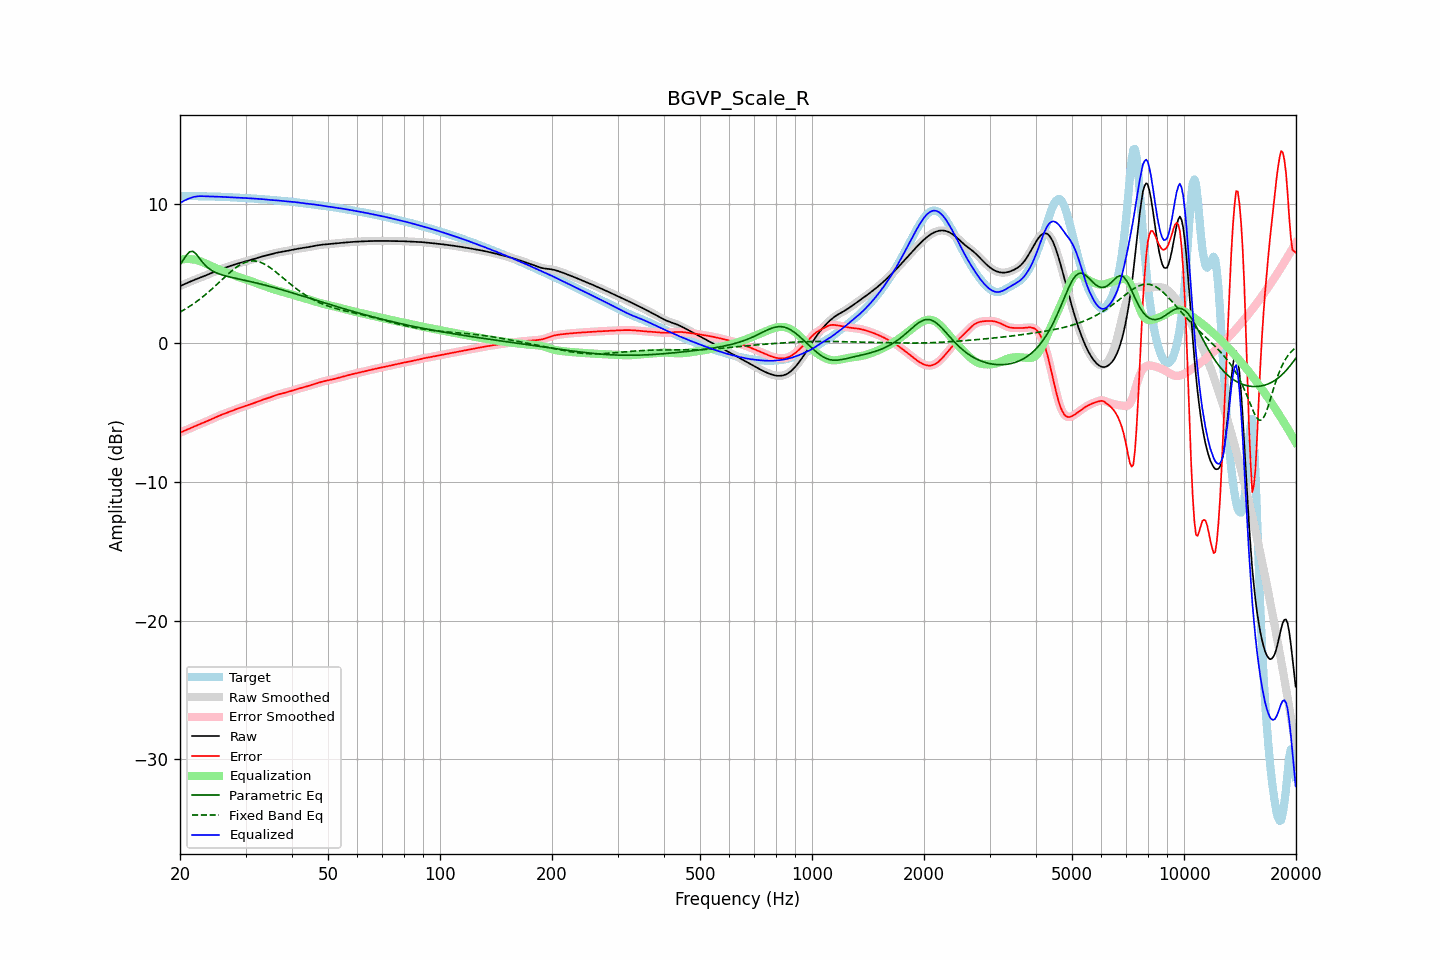 BGVP_Scale_R
10
0
−10
−20
−30
Amplitude (dBr)
Target
Raw Smoothed
Error Smoothed
Raw
Error
Equalization
Parametric Eq
Fixed Band Eq
Equalized
20 50 100 200 500 1000 2000 5000 10000 20000
Frequency (Hz)